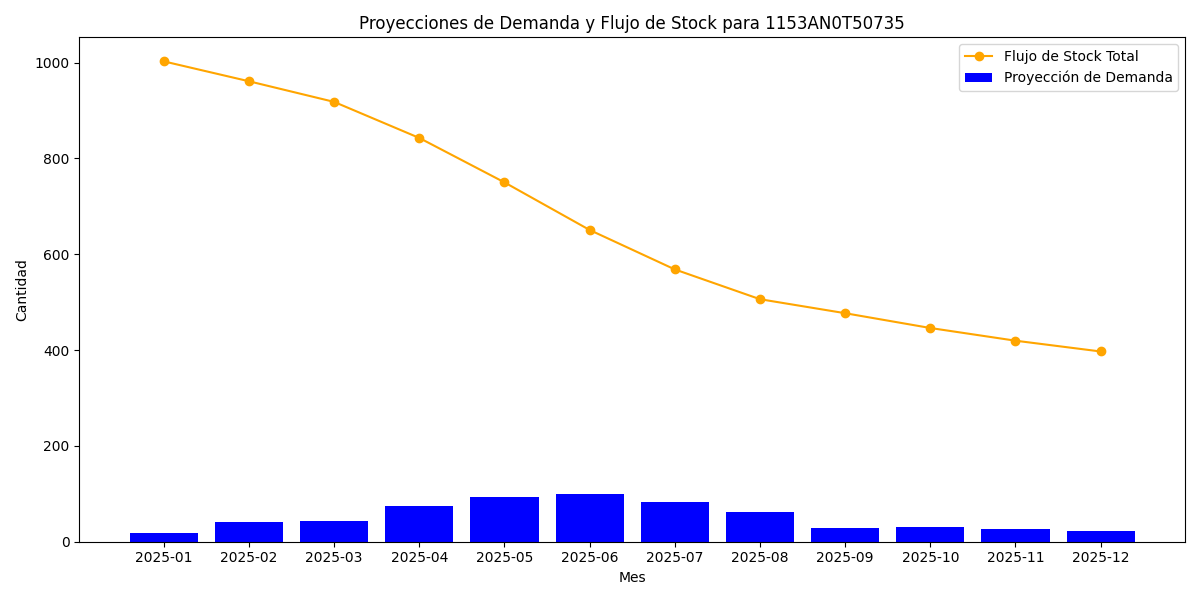 Proyecciones de Demanda y Flujo de Stock para 1153AN0T50735
Flujo de Stock Total
Proyección de Demanda
Cantidad
1000
800
600
400
200
0
2025-01 2025-02 2025-03 2025-04 2025-05 2025-06 2025-07 2025-08 2025-09 2025-10 2025-11 2025-12
Mes